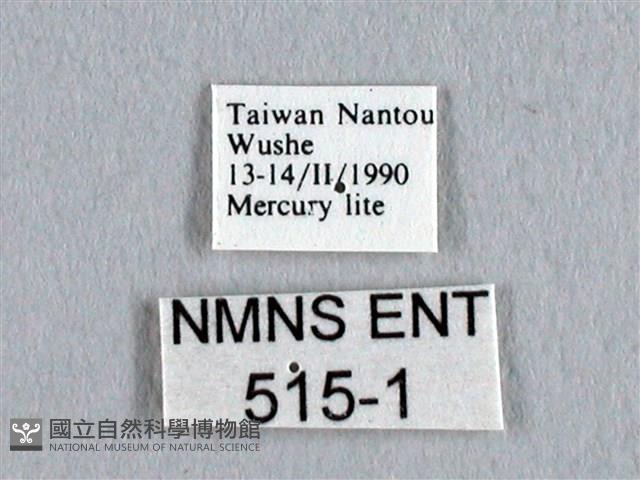 Taiwan Nantou
Wushe
13-14/II/1990
Mercury lite
NMNS ENT
515-1
國立自然科學博物館
NATIONAL MUSEUM OF NATURAL SCIENCE